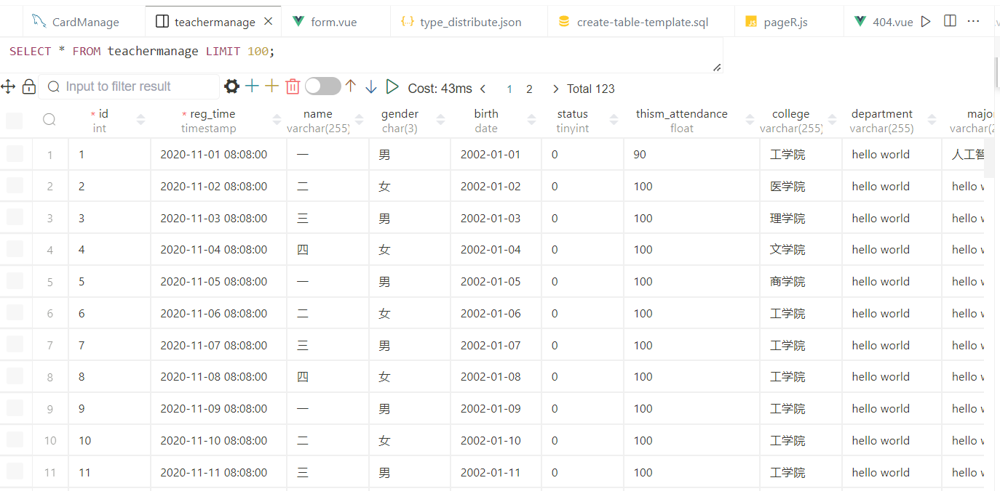 CardManage teachermanage form.vue type_distribute.json create-table-template.sql pageR.js 404.vue
SELECT * FROM teachermanage LIMIT 100;
Input to filter result Cost: 43ms 1 2 Total 123
* id * reg_time name gender birth status thism_attendance college department majo
int timestamp varchar(255) char(3) date tinyint float varchar(255) varchar(255) varchar(2
1 1 2020-11-01 08:08:00 一 男 2002-01-01 0 90 工学院 hello world 人工智
2 2 2020-11-02 08:08:00 二 女 2002-01-02 0 100 医学院 hello world hello w
3 3 2020-11-03 08:08:00 三 男 2002-01-03 0 100 理学院 hello world hello w
4 4 2020-11-04 08:08:00 四 女 2002-01-04 0 100 文学院 hello world hello w
5 5 2020-11-05 08:08:00 一 男 2002-01-05 0 100 商学院 hello world hello w
6 6 2020-11-06 08:08:00 二 女 2002-01-06 0 100 工学院 hello world hello w
7 7 2020-11-07 08:08:00 三 男 2002-01-07 0 100 工学院 hello world hello w
8 8 2020-11-08 08:08:00 四 女 2002-01-08 0 100 工学院 hello world hello w
9 9 2020-11-09 08:08:00 一 男 2002-01-09 0 100 工学院 hello world hello w
10 10 2020-11-10 08:08:00 二 女 2002-01-10 0 100 工学院 hello world hello w
11 11 2020-11-11 08:08:00 三 男 2002-01-11 0 100 工学院 hello world hello w